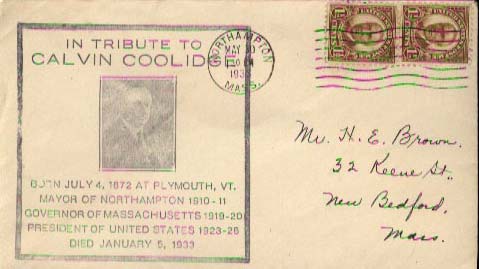 IN TRIBUTE TO
CALVIN COOLIDGE
BORN JULY 4, 1872 AT PLYMOUTH, VT.
MAYOR OF NORTHAMPTON 1910-11
GOVERNOR OF MASSACHUSETTS 1919-20
PRESIDENT OF UNITED STATES 1923-28
DIED JANUARY 5, 1933
NORTHAMPTON
MAY
MASS.
Mr. H. E. Brown.
32 Keene St.,
New Bedford,
Mass.